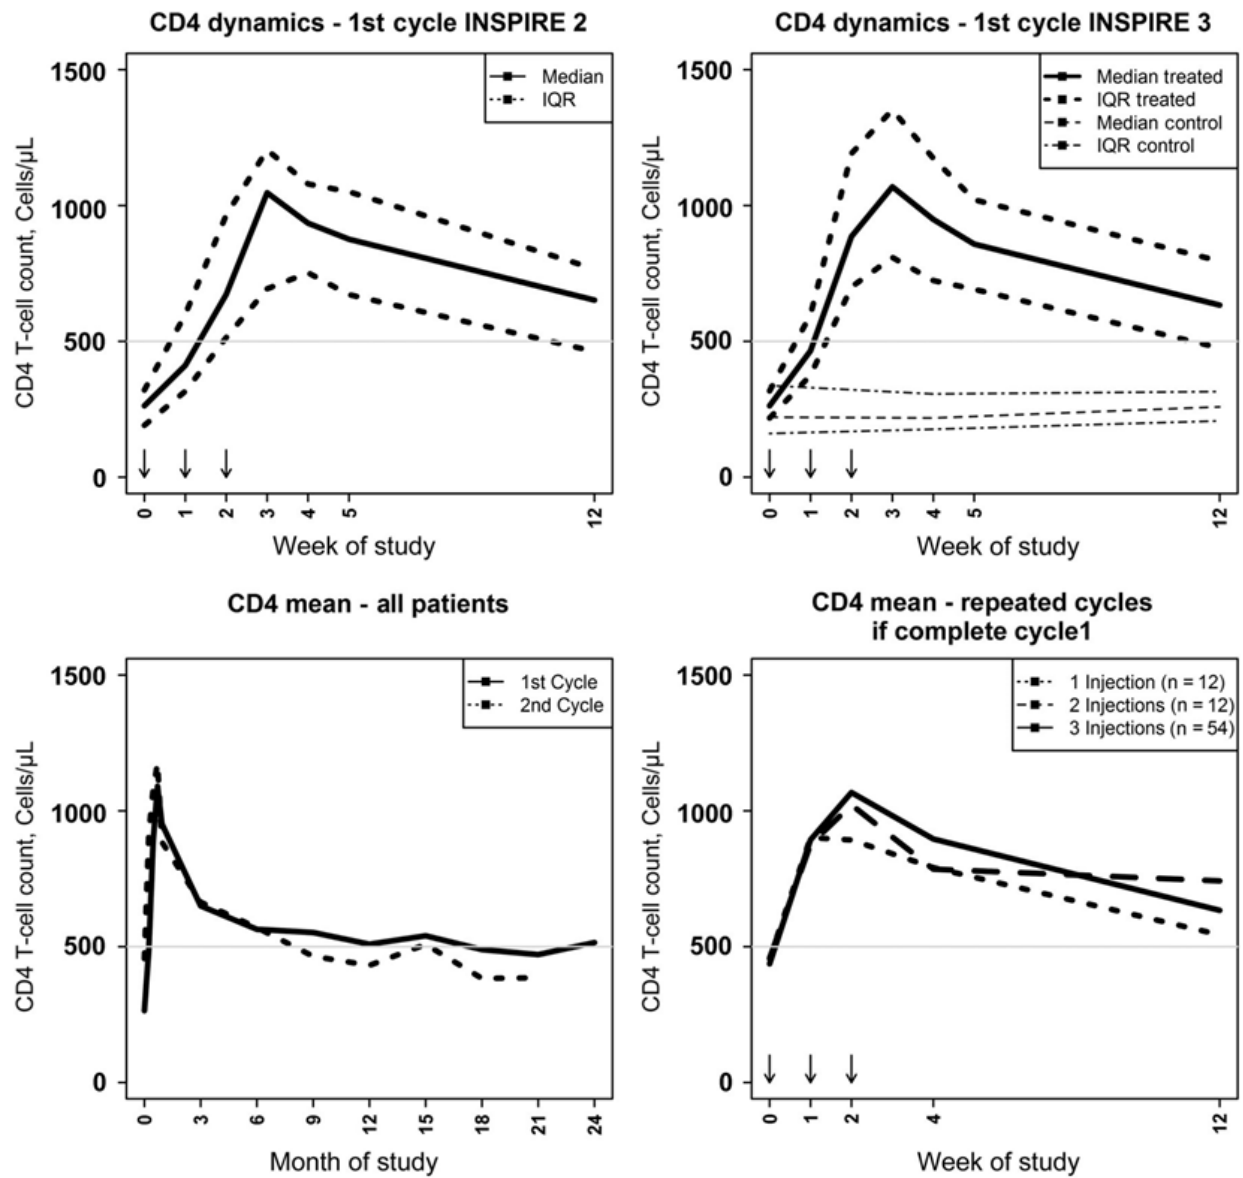 CD4 dynamics - 1st cycle INSPIRE 2
1500
1000
500
0
CD4 T-cell count, Cells/µL
Median
IQR
0
1
2
3
4
5
12
Week of study
CD4 dynamics - 1st cycle INSPIRE 3
1500
1000
500
0
CD4 T-cell count, Cells/µL
Median treated
IQR treated
Median control
IQR control
0
1
2
3
4
5
12
Week of study
CD4 mean - all patients
1500
1000
500
0
CD4 T-cell count, Cells/µL
1st Cycle
2nd Cycle
0
3
6
9
12
15
18
21
24
Month of study
CD4 mean - repeated cycles
if complete cycle1
1500
1000
500
0
CD4 T-cell count, Cells/µL
1 Injection (n = 12)
2 Injections (n = 12)
3 Injections (n = 54)
0
1
2
4
12
Week of study